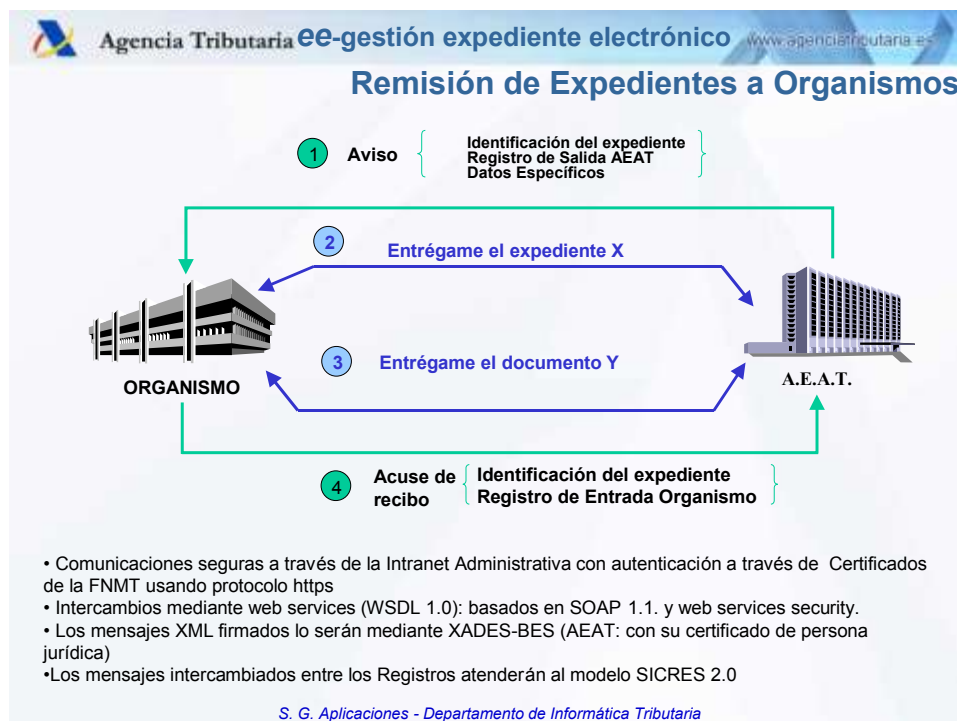 Agencia Tributaria ee-gestión expediente electrónico www.agenciatributaria.es
Remisión de Expedientes a Organismos
1 Aviso
Identificación del expediente
Registro de Salida AEAT
Datos Específicos
2
Entrégame el expediente X
3 Entrégame el documento Y
ORGANISMO
A.E.A.T.
4
Acuse de
recibo
Identificación del expediente
Registro de Entrada Organismo
• Comunicaciones seguras a través de la Intranet Administrativa con autenticación a través de Certificados
de la FNMT usando protocolo https
• Intercambios mediante web services (WSDL 1.0): basados en SOAP 1.1. y web services security.
• Los mensajes XML firmados lo serán mediante XADES-BES (AEAT: con su certificado de persona
jurídica)
•Los mensajes intercambiados entre los Registros atenderán al modelo SICRES 2.0
S. G. Aplicaciones - Departamento de Informática Tributaria